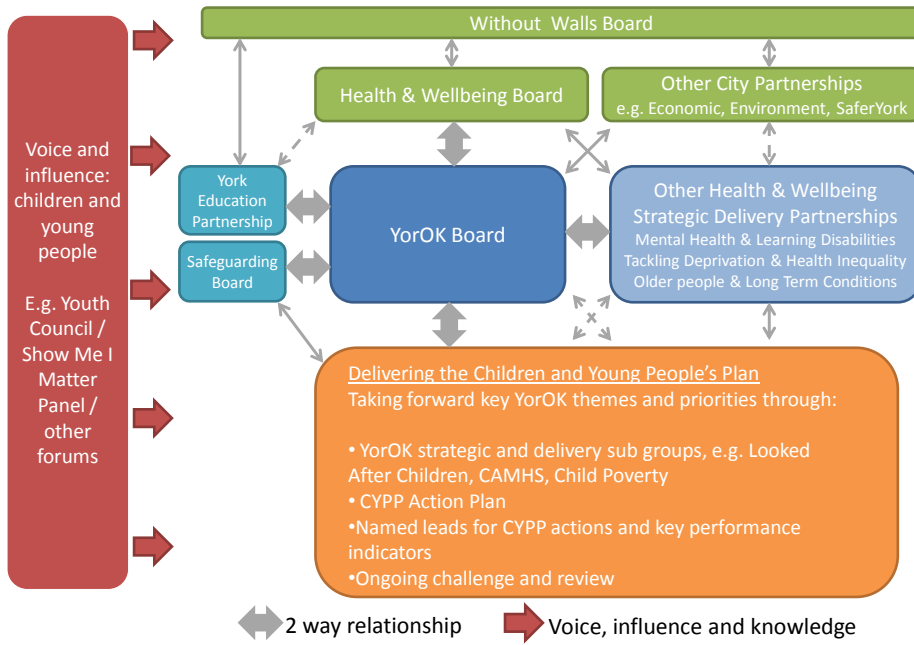 Without Walls Board
Health & Wellbeing Board
Other City Partnerships
e.g. Economic, Environment, SaferYork
Voice and
influence:
children and
young
people
E.g. Youth
Council /
Show Me I
Matter
Panel /
other
forums
York
Education
Partnership
Safeguarding
Board
YorOK Board
Other Health & Wellbeing
Strategic Delivery Partnerships
Mental Health & Learning Disabilities
Tackling Deprivation & Health Inequality
Older people & Long Term Conditions
Delivering the Children and Young People's Plan
Taking forward key YorOK themes and priorities through:
• YorOK strategic and delivery sub groups, e.g. Looked
After Children, CAMHS, Child Poverty
• CYPP Action Plan
•Named leads for CYPP actions and key performance
indicators
•Ongoing challenge and review
2 way relationship
Voice, influence and knowledge